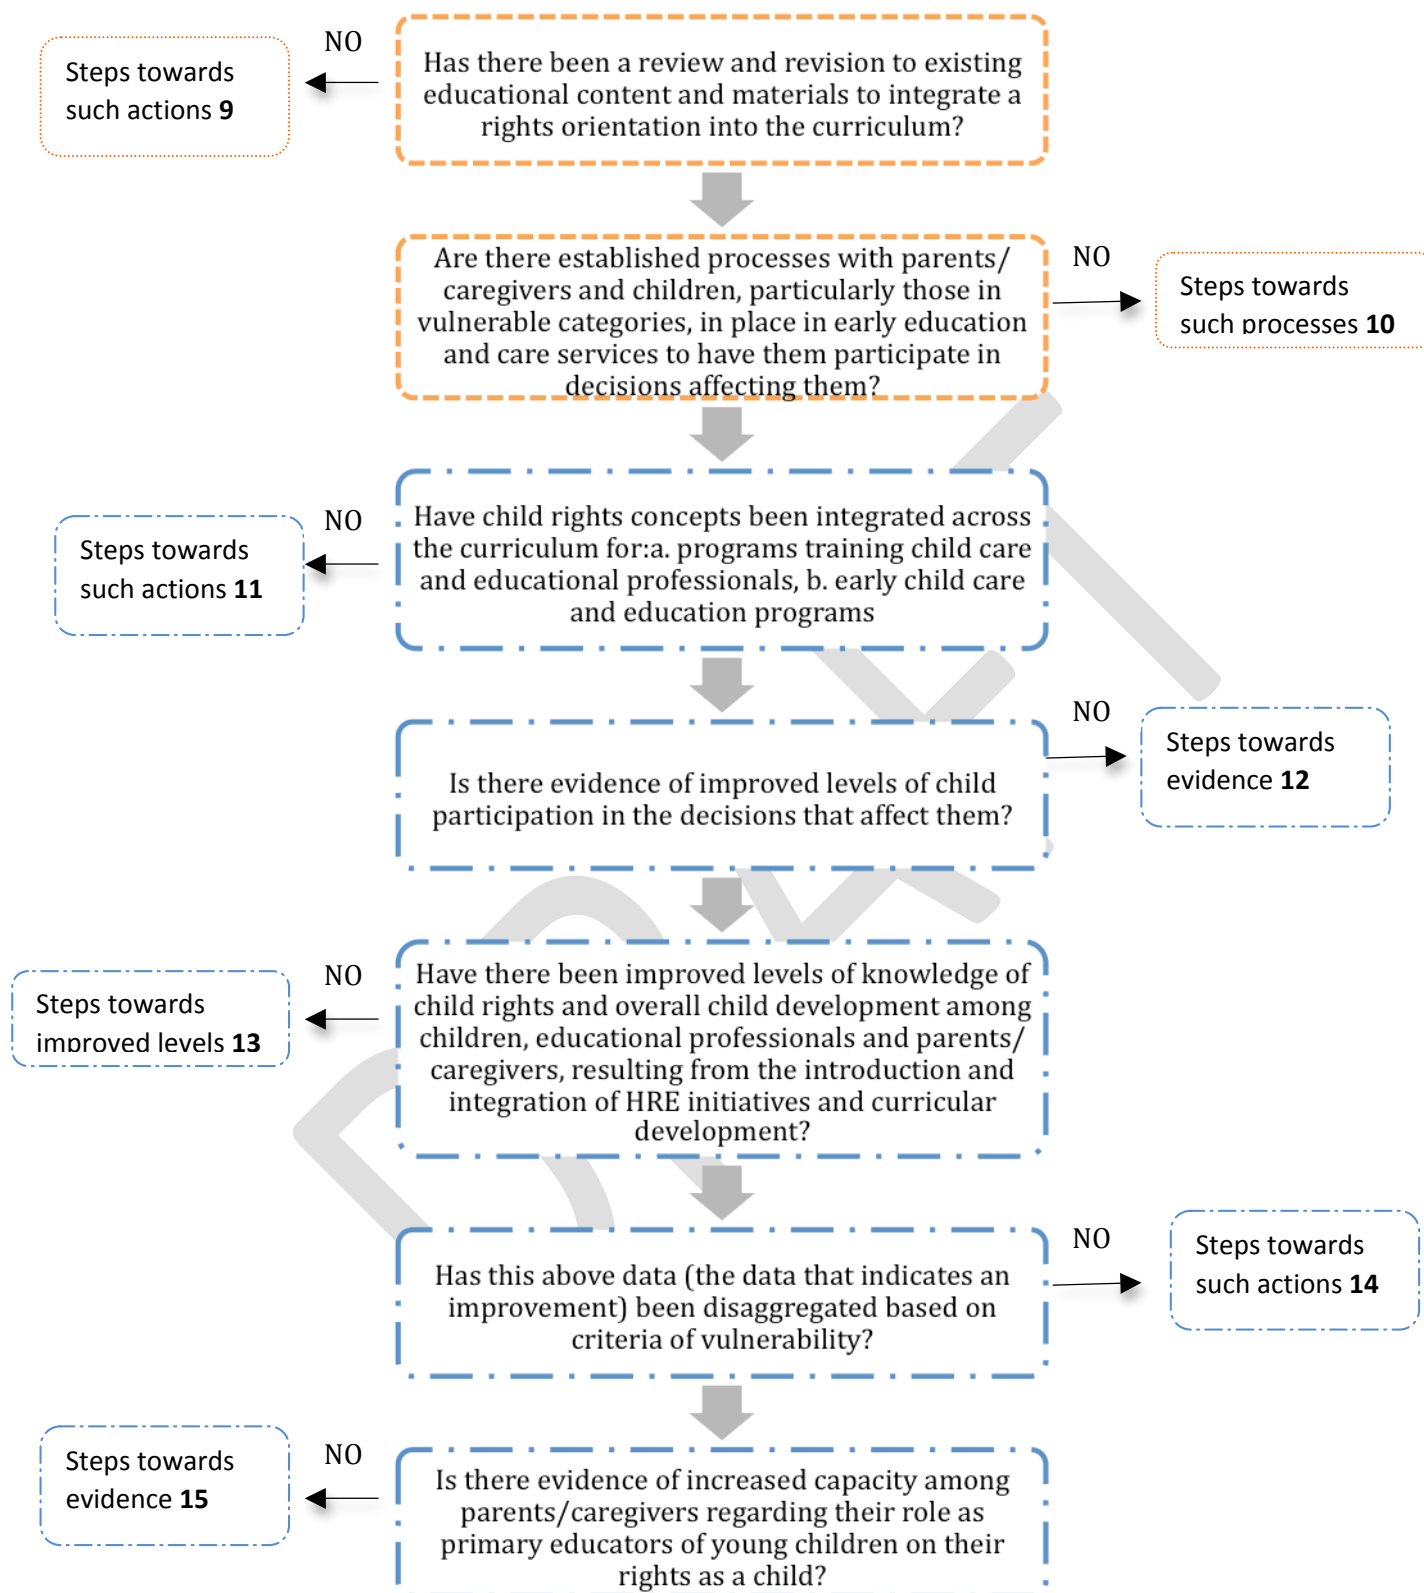 NO
Steps towards
such actions 9
Has there been a review and revision to existing
educational content and materials to integrate a
rights orientation into the curriculum?
Are there established processes with parents/
caregivers and children, particularly those in
vulnerable categories, in place in early education
and care services to have them participate in
decisions affecting them?
NO
Steps towards
such processes 10
NO
Steps towards
such actions 11
Have child rights concepts been integrated across
the curriculum for:a. programs training child care
and educational professionals, b. early child care
and education programs
Is there evidence of improved levels of child
participation in the decisions that affect them?
NO
Steps towards
evidence 12
NO
Steps towards
improved levels 13
Have there been improved levels of knowledge of
child rights and overall child development among
children, educational professionals and parents/
caregivers, resulting from the introduction and
integration of HRE initiatives and curricular
development?
Has this above data (the data that indicates an
improvement) been disaggregated based on
criteria of vulnerability?
NO
Steps towards
such actions 14
NO
Steps towards
evidence 15
Is there evidence of increased capacity among
parents/caregivers regarding their role as
primary educators of young children on their
rights as a child?
DRAFT